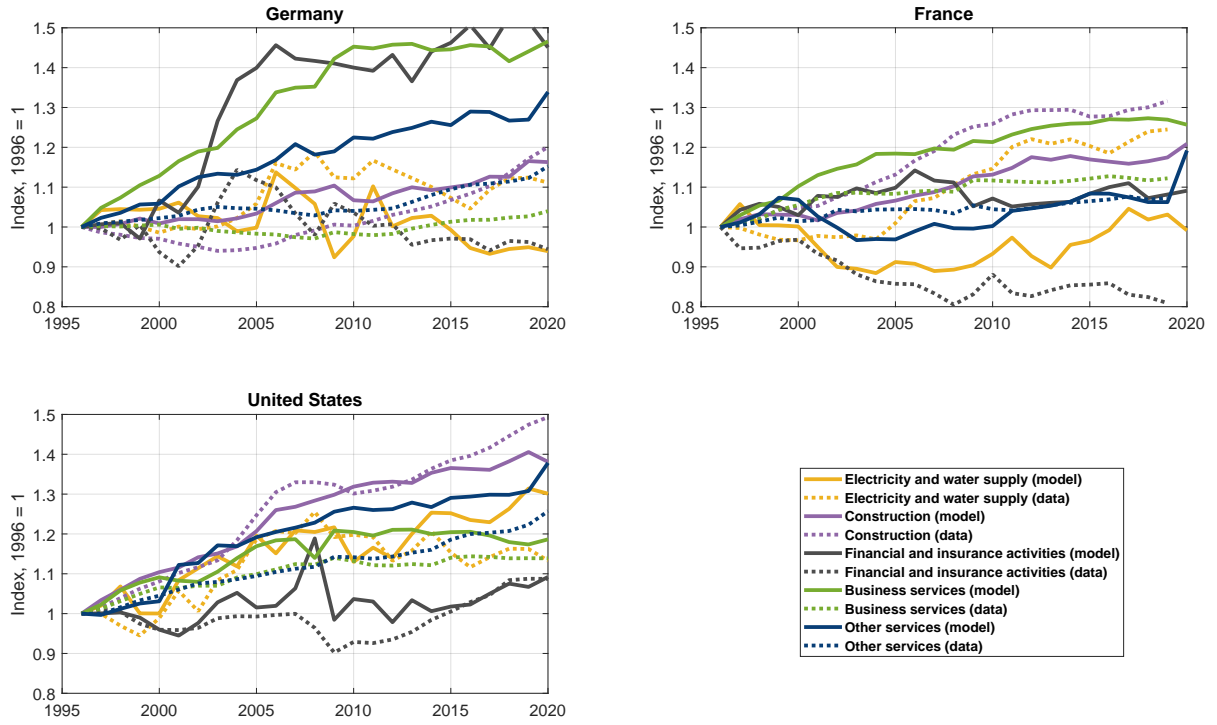 Germany
Index, 1996 = 1
1.5
1.4
1.3
1.2
1.1
1
0.9
0.8
1995
2000
2005
2010
2015
2020
France
Index, 1996 = 1
1.5
1.4
1.3
1.2
1.1
1
0.9
0.8
1995
2000
2005
2010
2015
2020
United States
Index, 1996 = 1
1.5
1.4
1.3
1.2
1.1
1
0.9
0.8
1995
2000
2005
2010
2015
2020
Electricity and water supply (model)
Electricity and water supply (data)
Construction (model)
Construction (data)
Financial and insurance activities (model)
Financial and insurance activities (data)
Business services (model)
Business services (data)
Other services (model)
Other services (data)